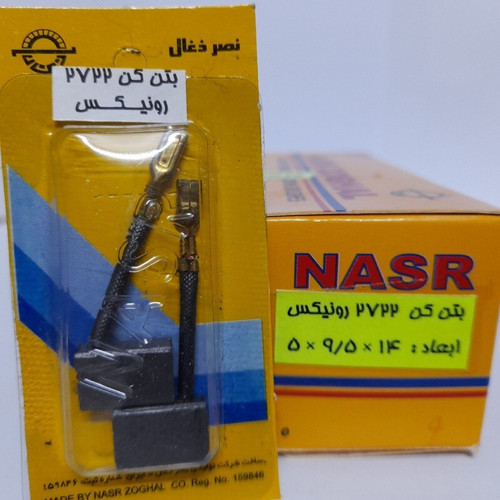 نصر ذغال
بتن کن ۲۷۲۲
رونیکس
MADE BY NASR ZOGHAL CO. Reg. No. 159846
NASR
بتن کن ۲۷۲۲ رونیکس
ابعاد : ۱۴ × ۹/۵ × ۵